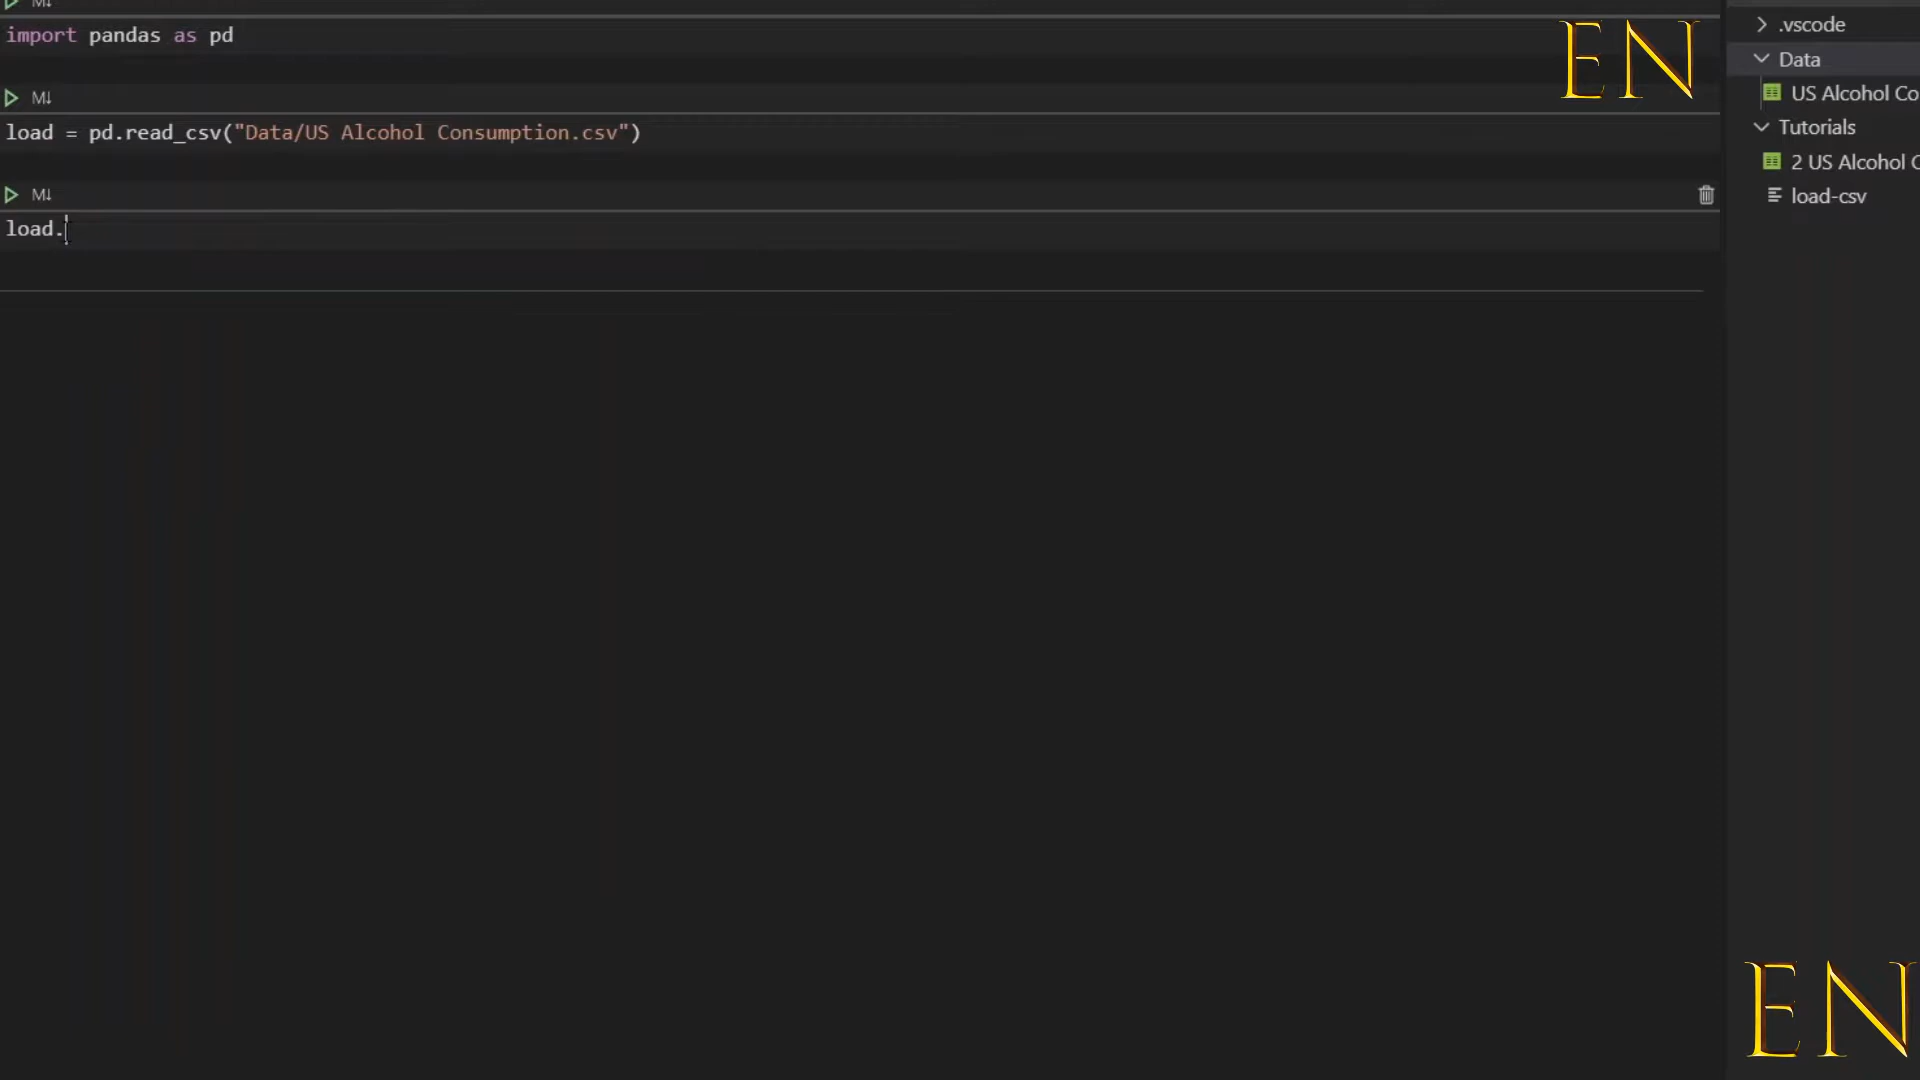 M↓
import pandas as pd
M↓
load = pd.read_csv("Data/US Alcohol Consumption.csv")
M↓
load.
EN
.vscode
Data
US Alcohol Co
Tutorials
2 US Alcohol C
load-csv
EN